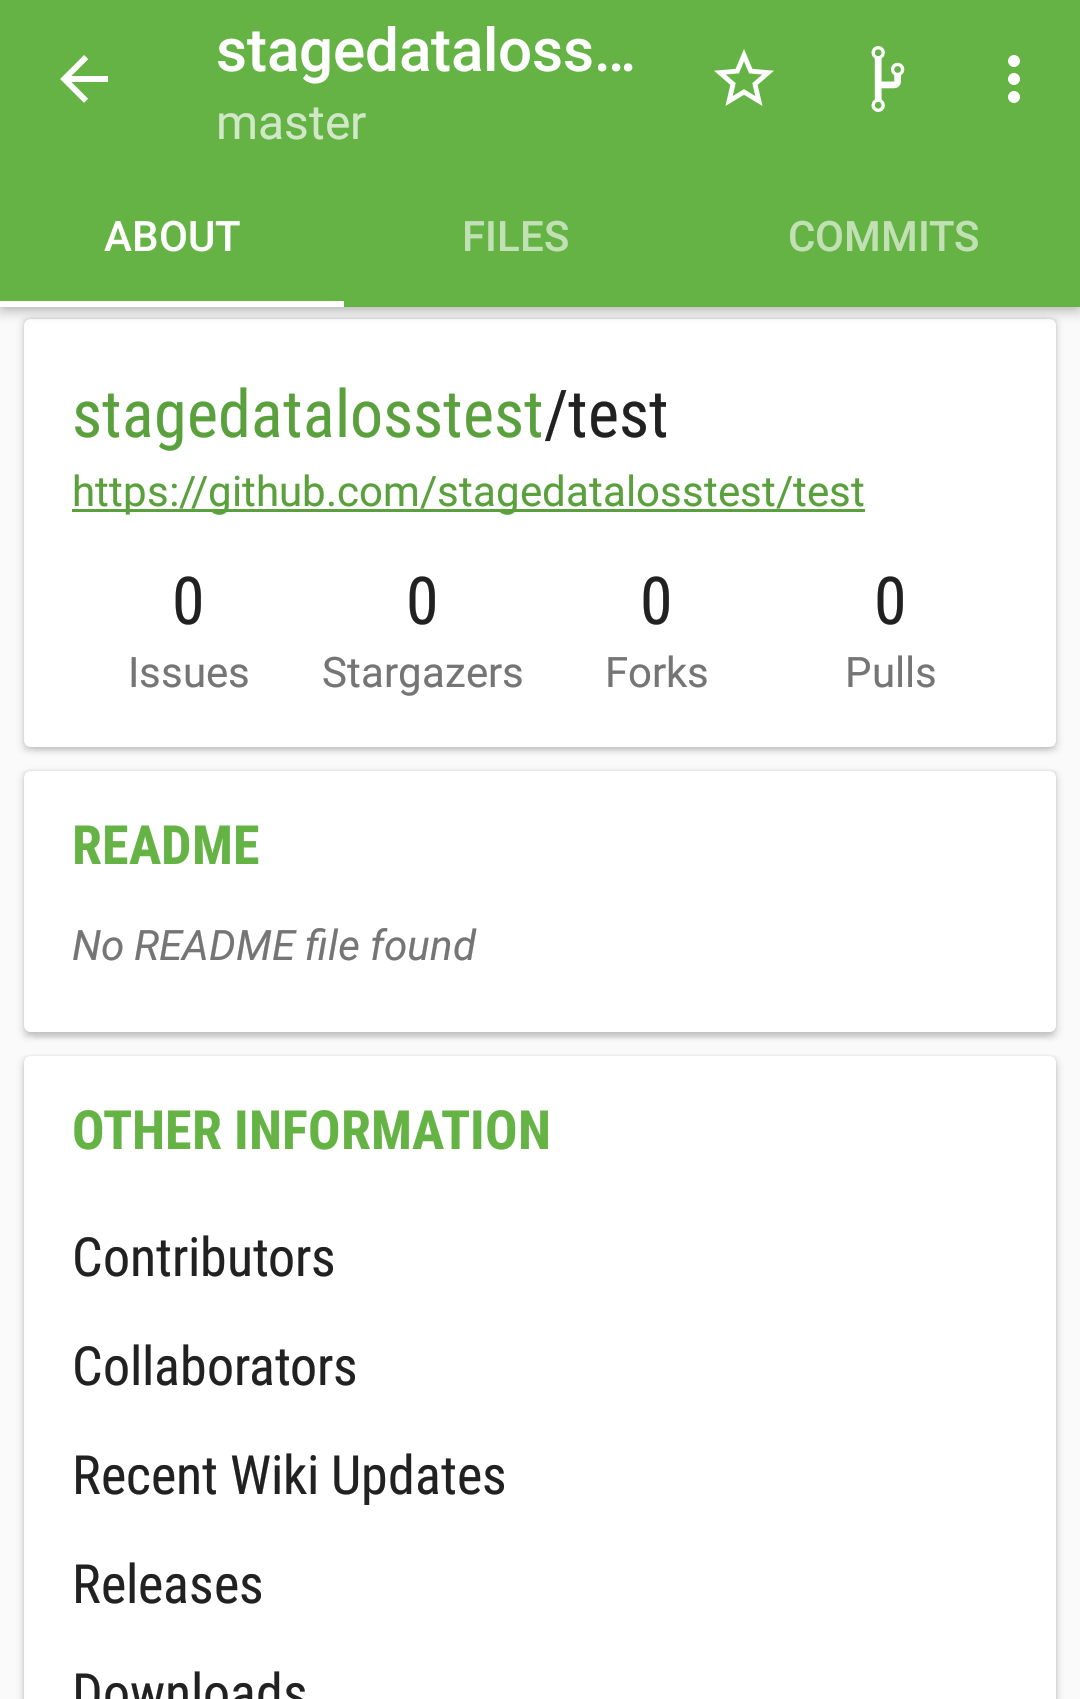 stagedataloss...
master
ABOUT FILES COMMITS
stagedatalosstest/test
https://github.com/stagedatalosstest/test
0 0 0 0
Issues Stargazers Forks Pulls
README
No README file found
OTHER INFORMATION
Contributors
Collaborators
Recent Wiki Updates
Releases
Downloads